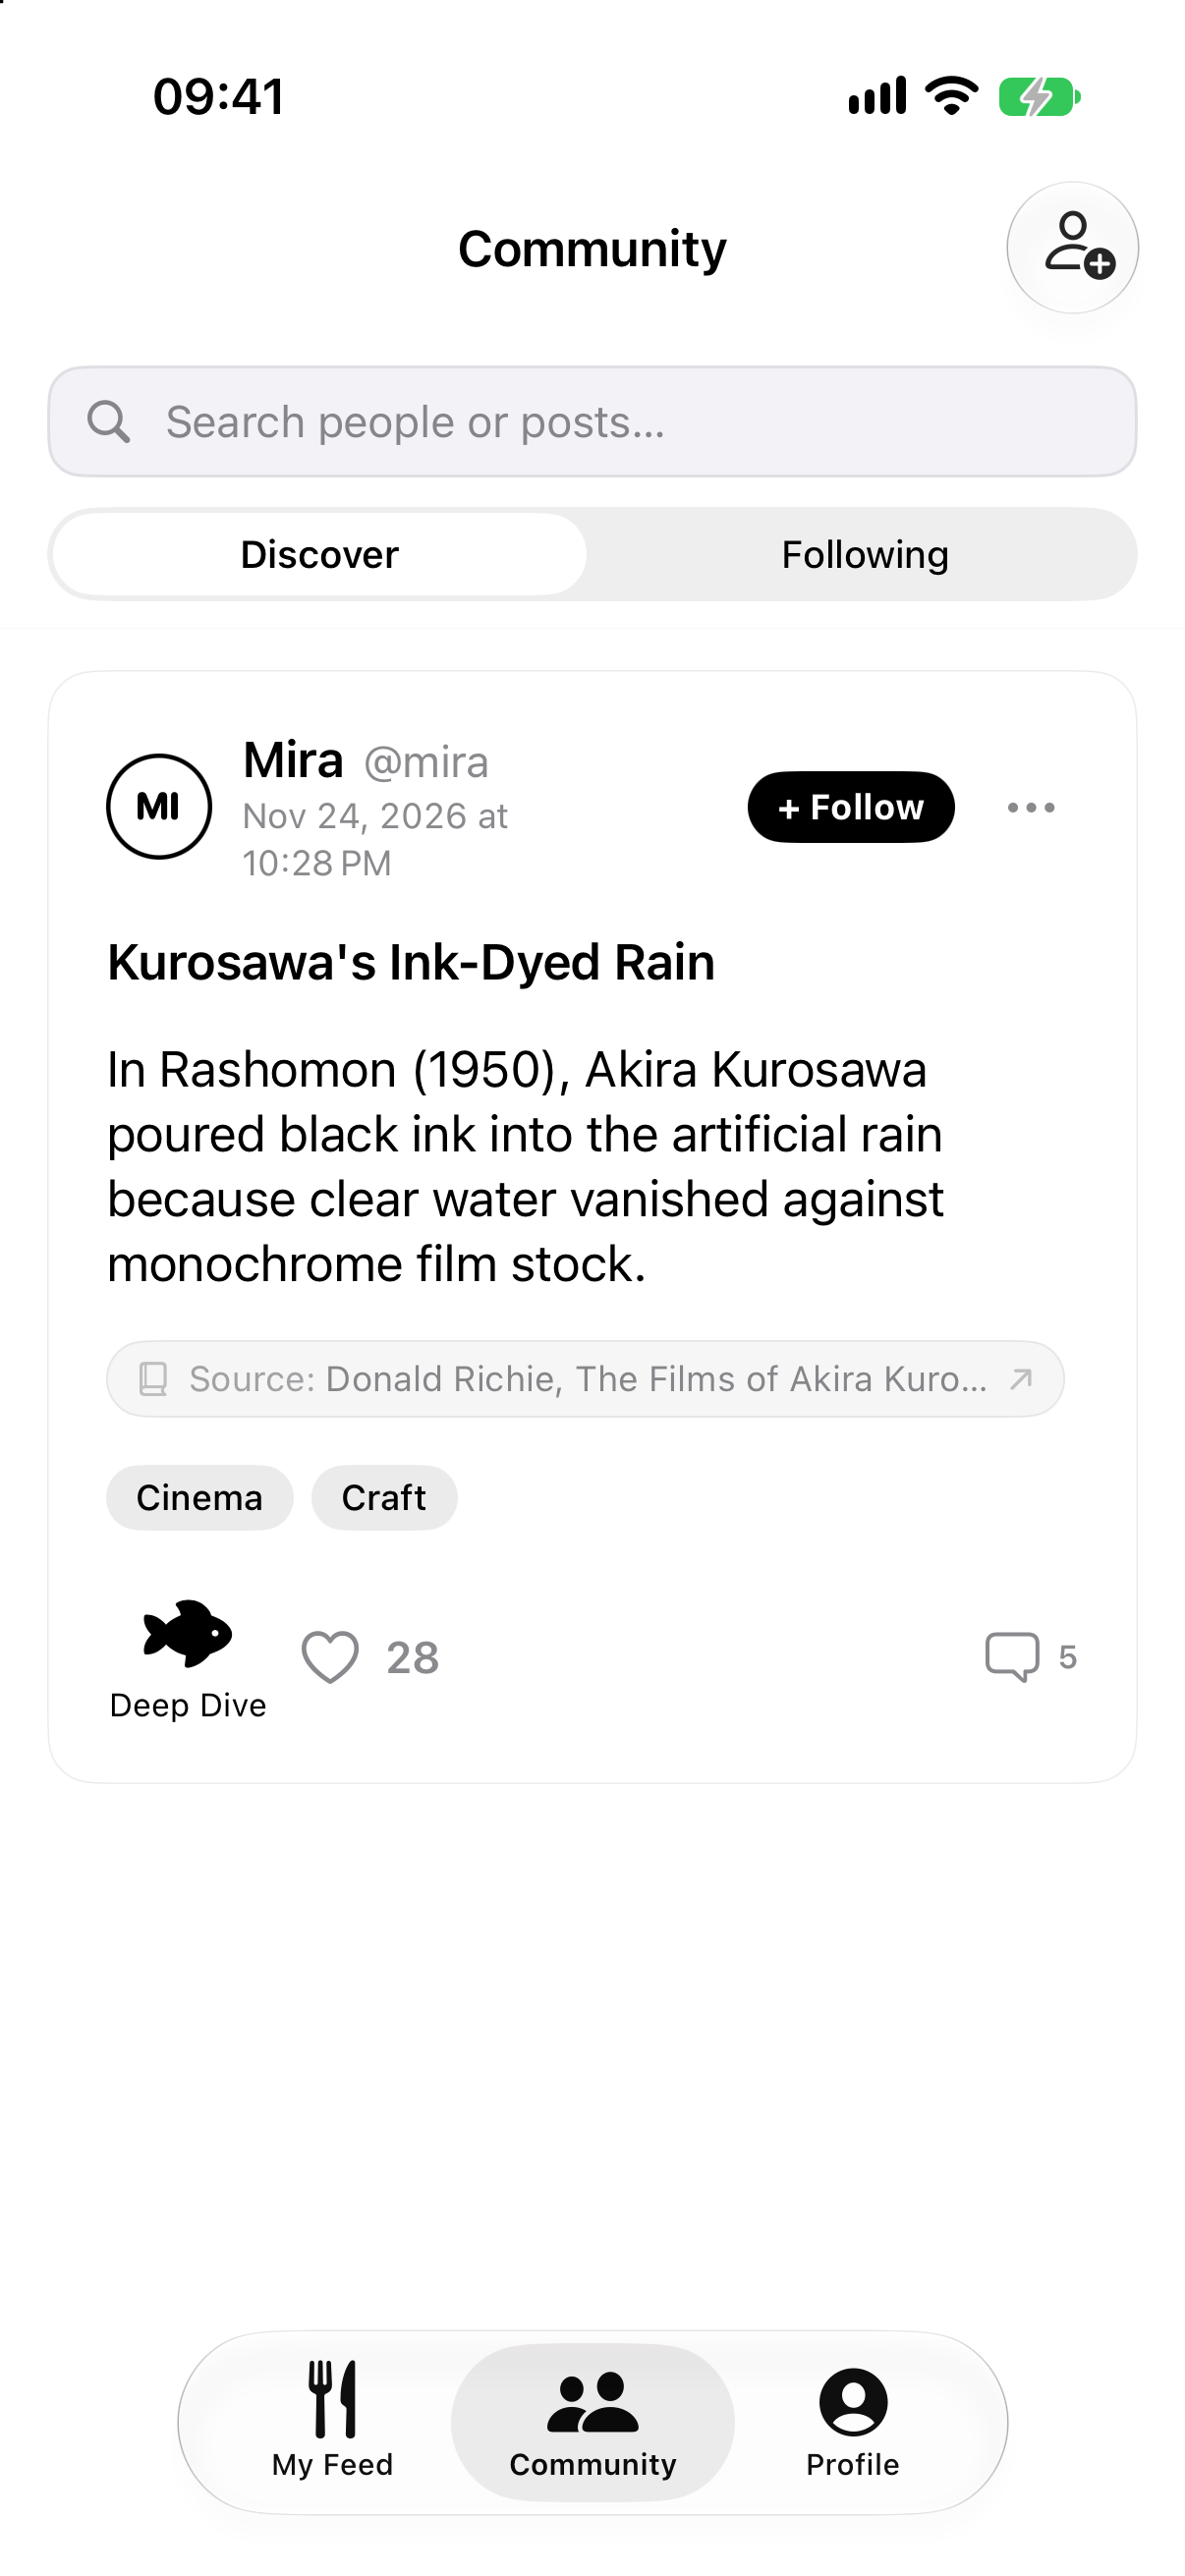 09:41
Community
Search people or posts...
Discover
Following
MI
Mira @mira
Nov 24, 2026 at
10:28 PM
+ Follow
Kurosawa's Ink-Dyed Rain
In Rashomon (1950), Akira Kurosawa
poured black ink into the artificial rain
because clear water vanished against
monochrome film stock.
Source: Donald Richie, The Films of Akira Kuro...
Cinema
Craft
Deep Dive
28
5
My Feed
Community
Profile